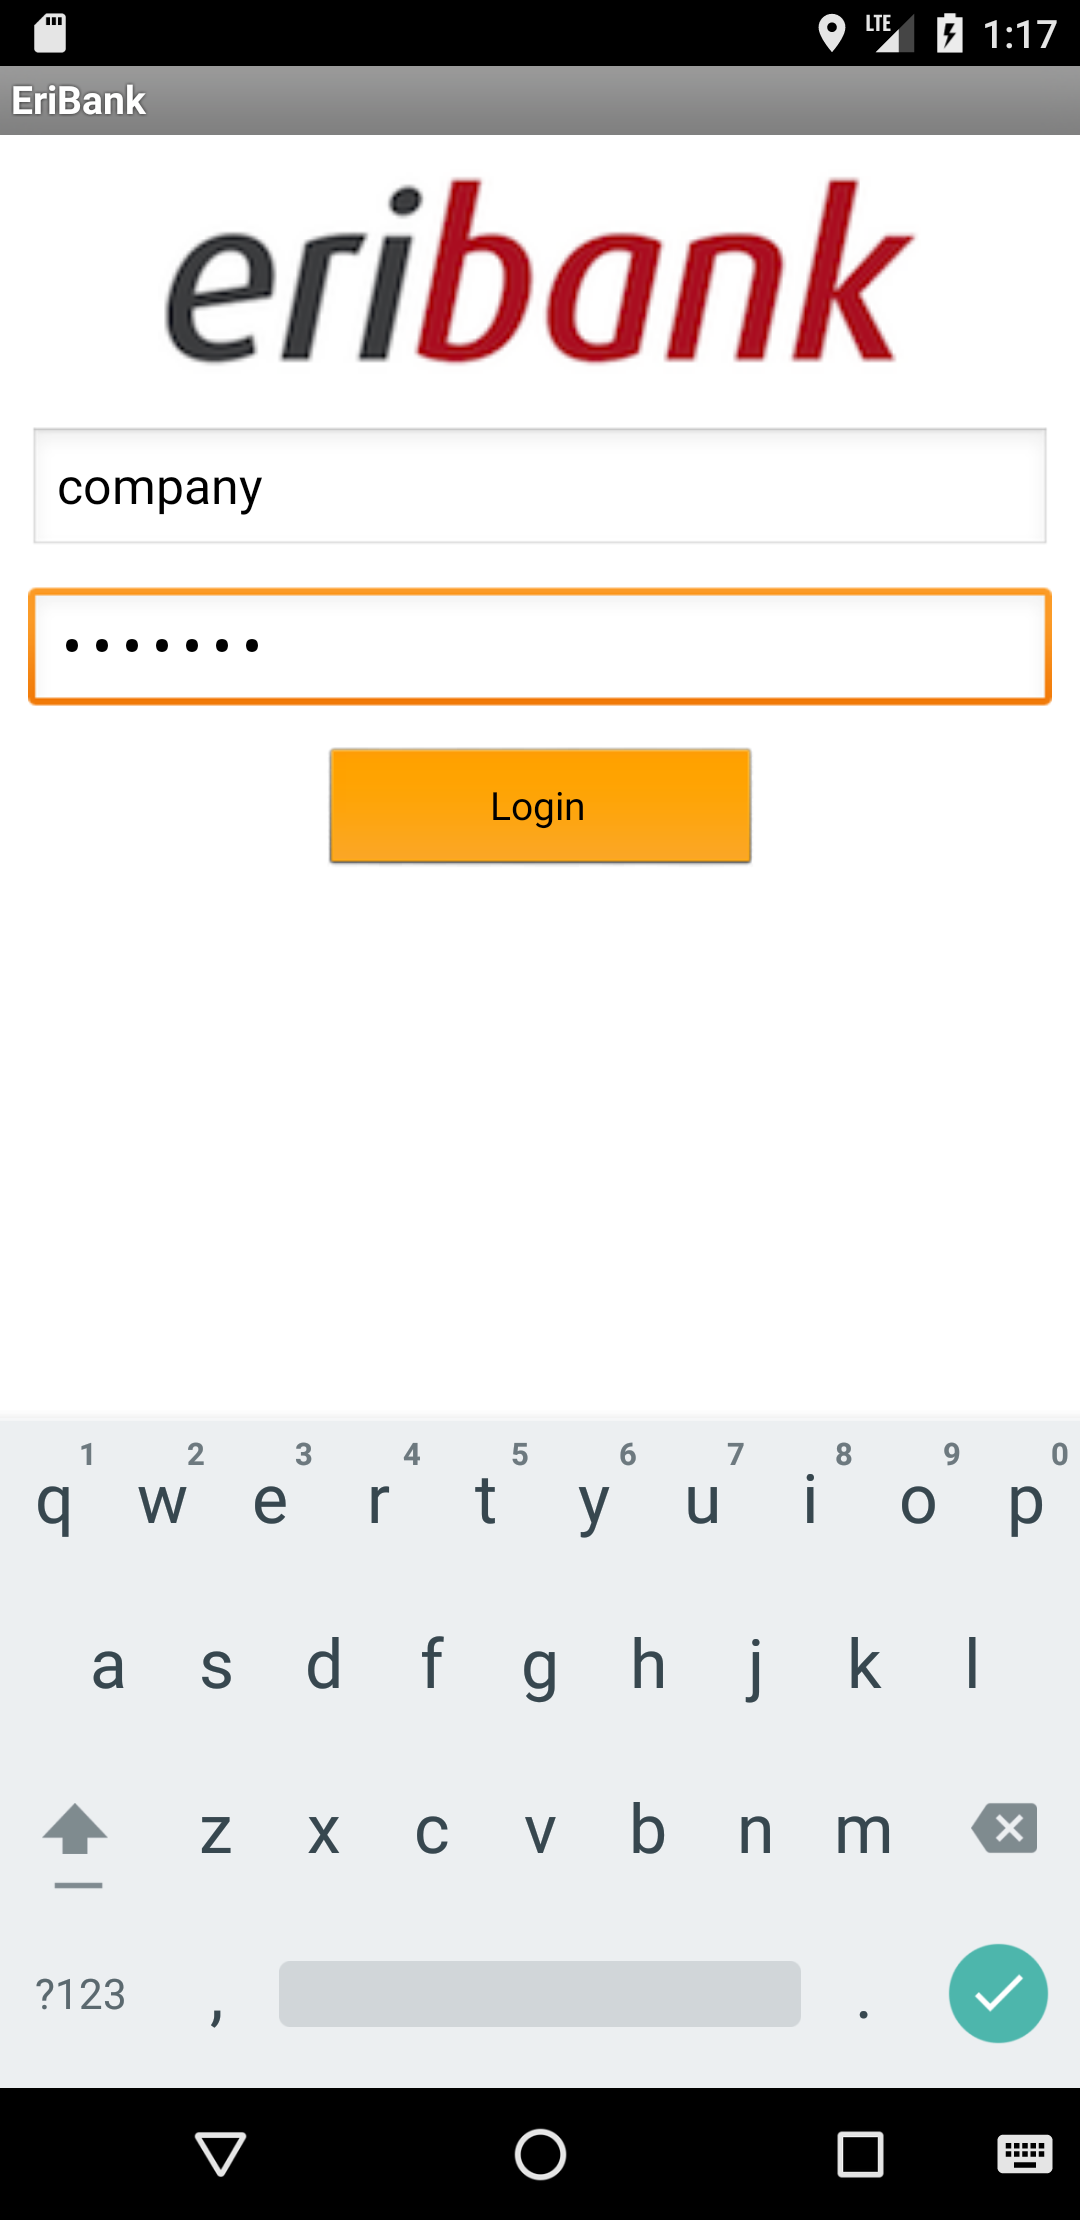 LTE 1:17
EriBank
eribank
company
•••••••
Login
1 2 3 4 5 6 7 8 9 0
q w e r t y u i o p
a s d f g h j k l
z x c v b n m
?123 , .